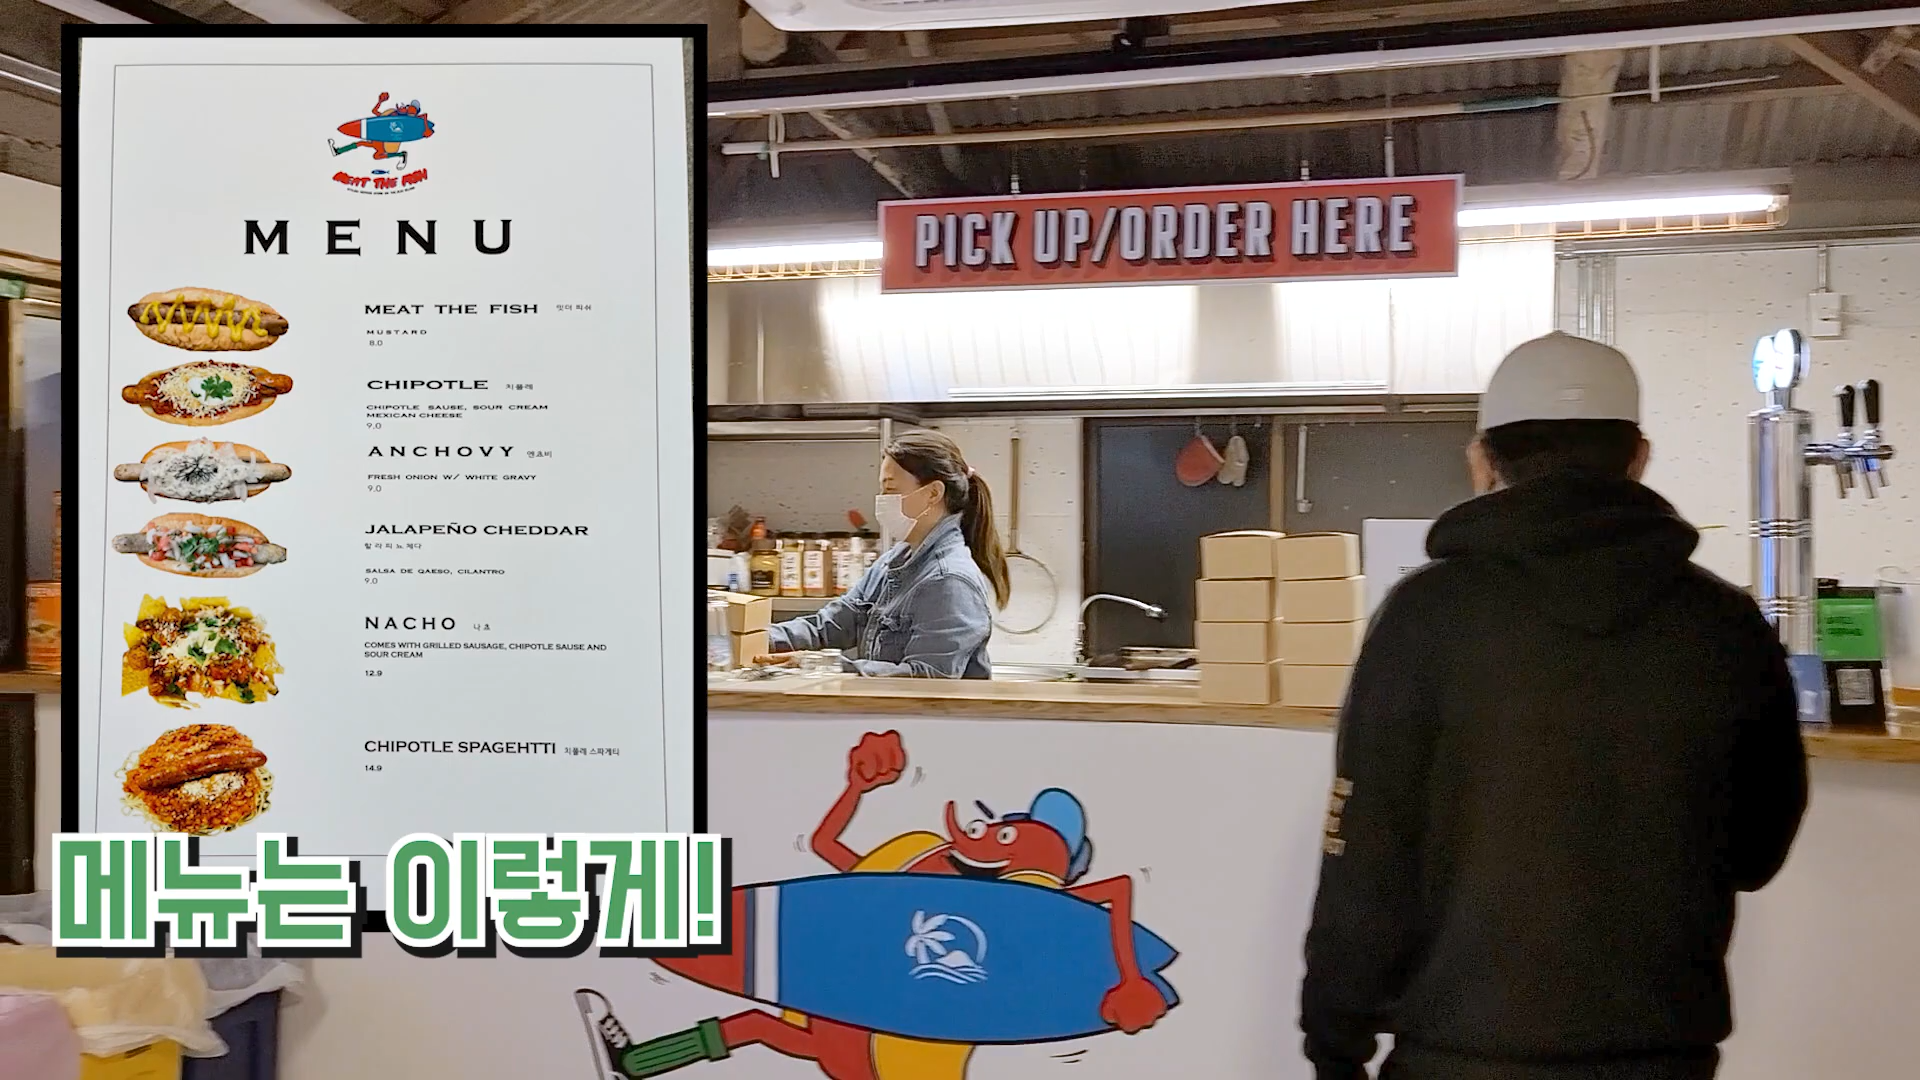 MEAT THE FISH
MENU
MEAT THE FISH 밋더 피쉬
MUSTARD
8.0
CHIPOTLE 치폴레
CHIPOTLE SAUSE, SOUR CREAM
MEXICAN CHEESE
9.0
ANCHOVY 엔쵸비
FRESH ONION W/ WHITE GRAVY
9.0
JALAPEÑO CHEDDAR
할라피뇨 체다
SALSA DE QAESO, CILANTRO
9.0
NACHO 나쵸
COMES WITH GRILLED SAUSAGE, CHIPOTLE SAUSE AND
SOUR CREAM
12.9
CHIPOTLE SPAGEHTTI 치폴레 스파게티
14.9
메뉴는 이렇게!
PICK UP/ORDER HERE